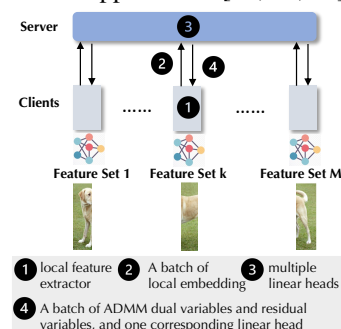 Server
3
2
4
Clients
......
1
......
Feature Set 1 Feature Set k Feature Set M
1 local feature extractor
2 A batch of local embedding
3 multiple linear heads
4 A batch of ADMM dual variables and residual
variables, and one corresponding linear head